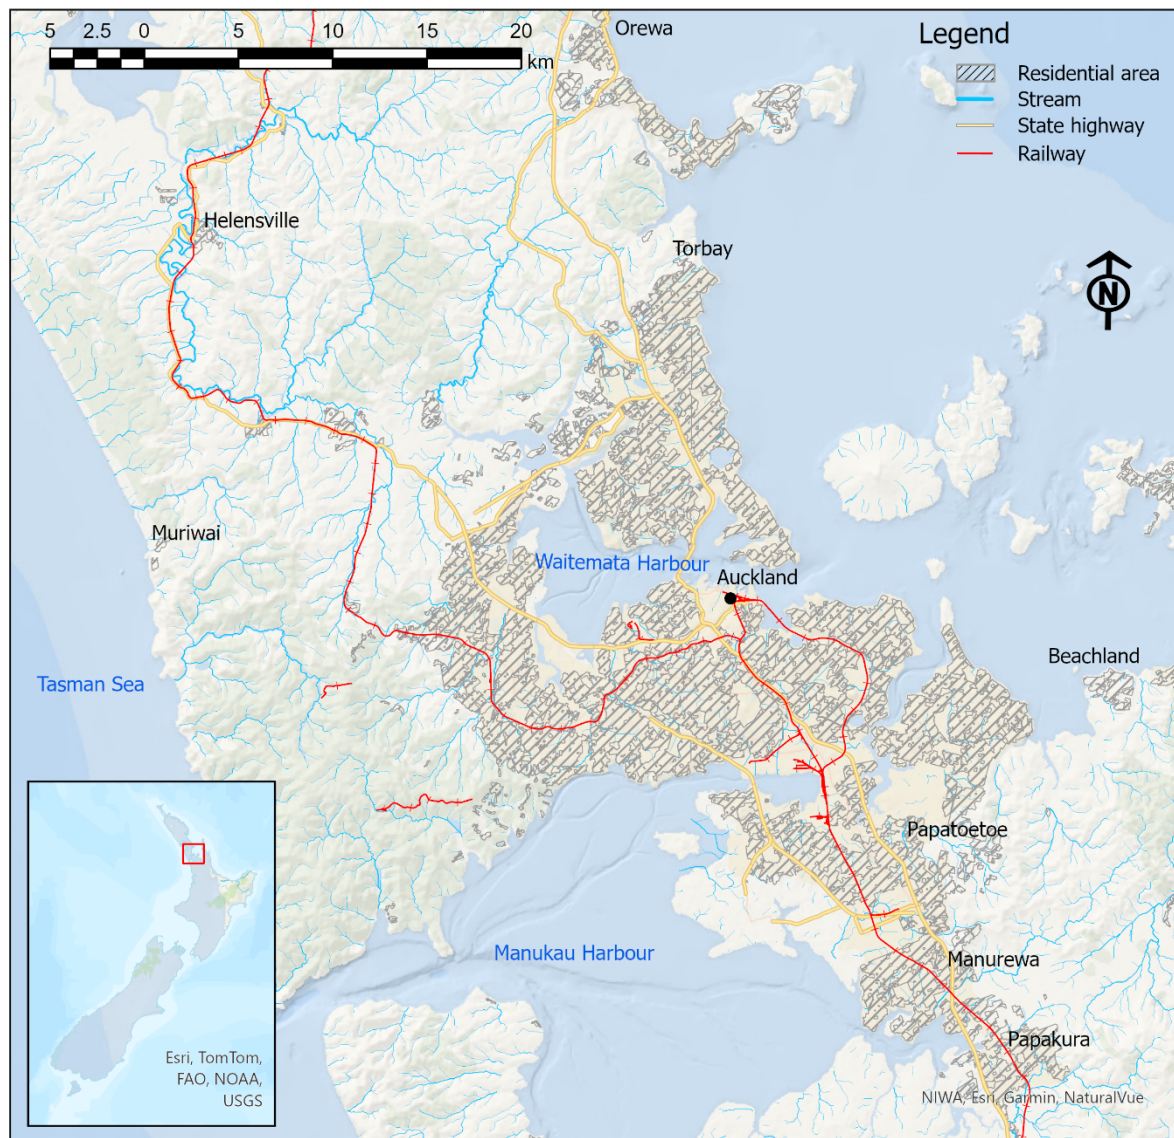 Orewa
5 2.5 0 5 10 15 20
km
Legend
Residential area
Stream
State highway
Railway
Helensville
Torbay
N
Muriwai
Waitemata Harbour
Auckland
Beachland
Tasman Sea
Papatoetoe
Manukau Harbour
Manurewa
Papakura
Esri, TomTom,
FAO, NOAA,
USGS
NIWA, Esri, Garmin, NaturalVue